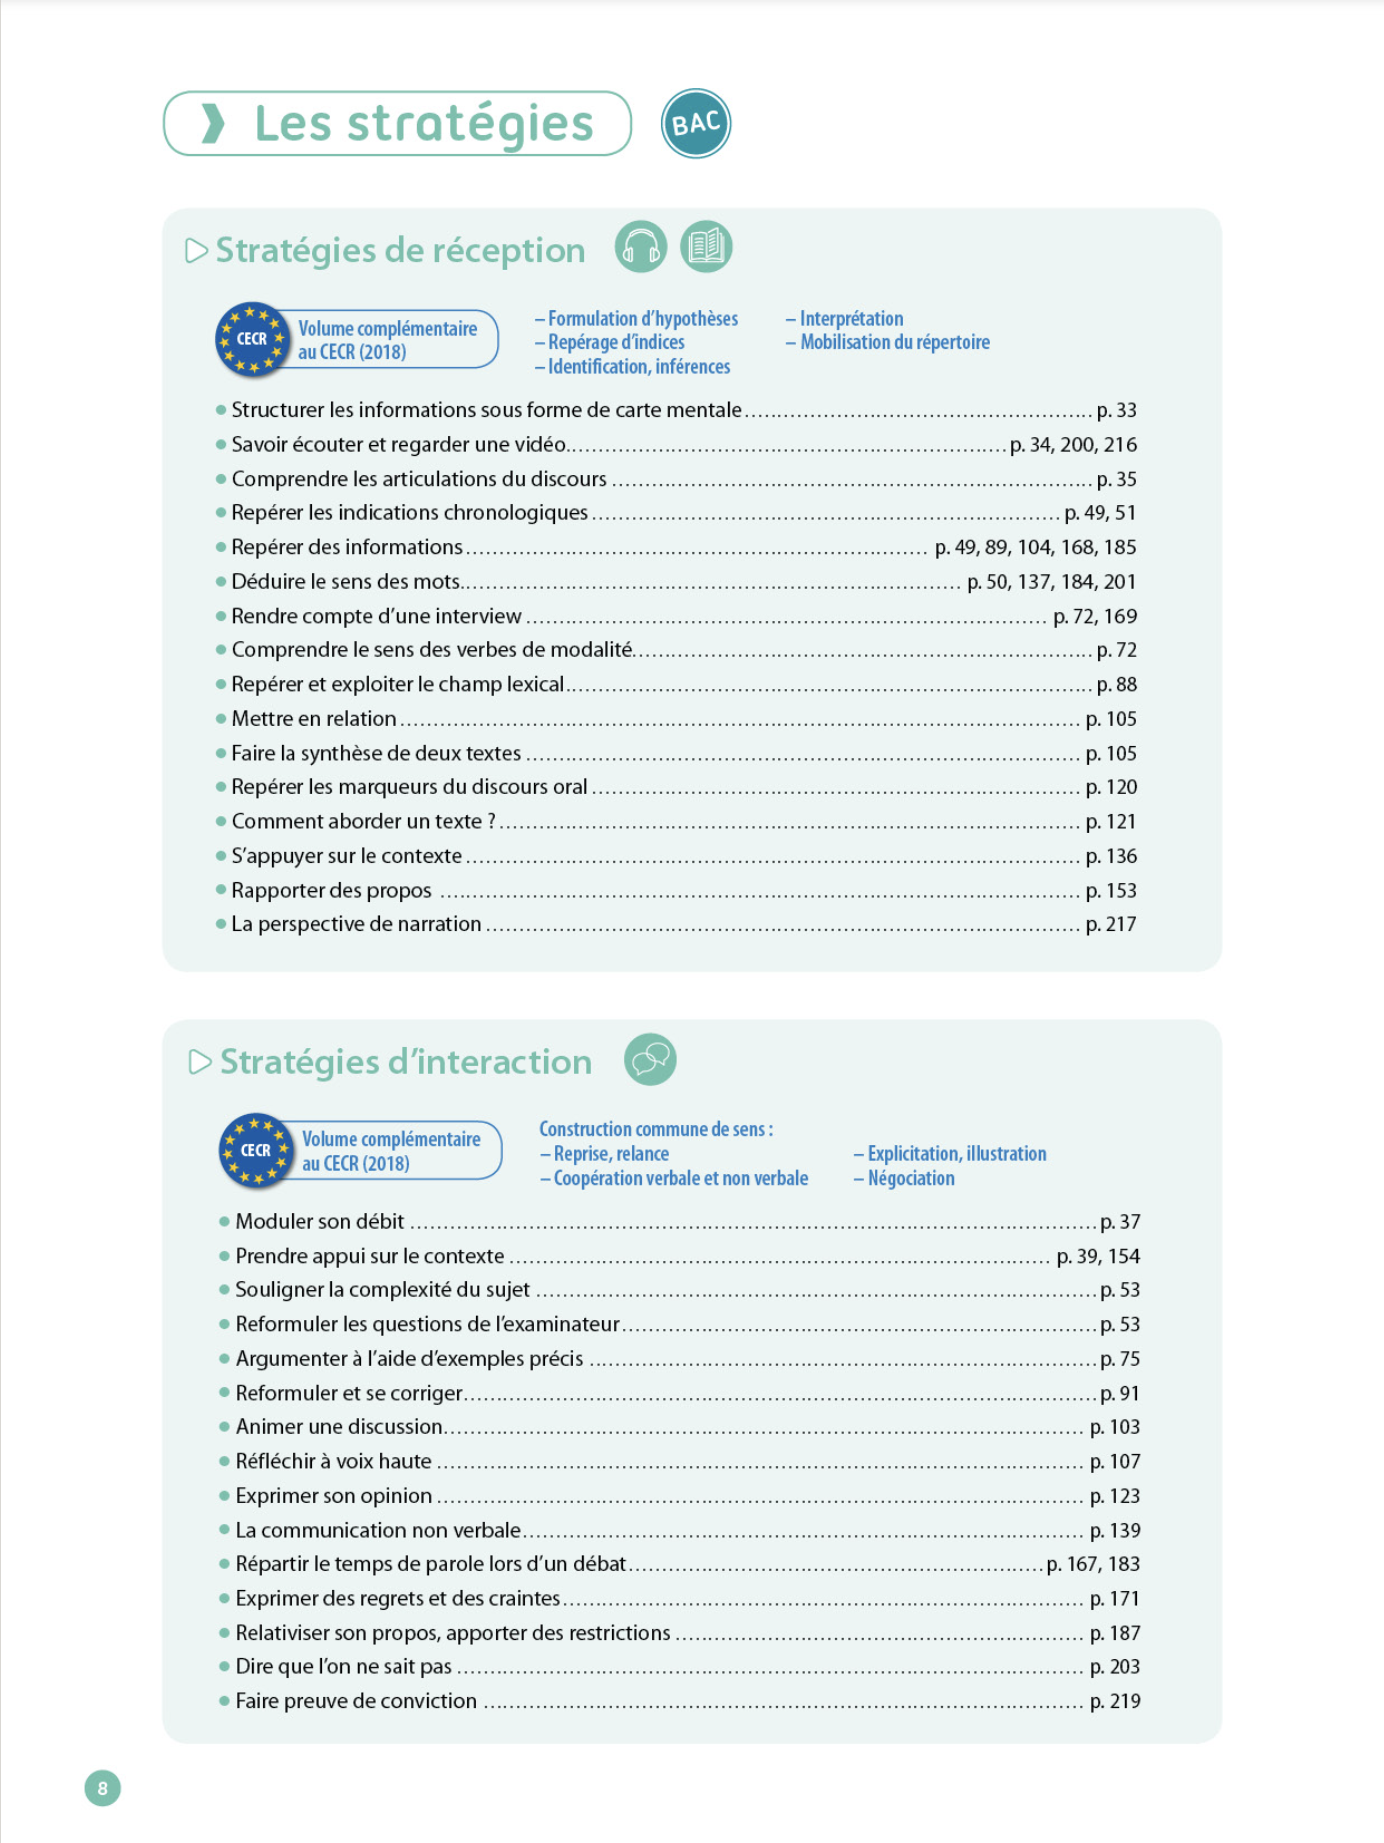 Les stratégies
BAC
Stratégies de réception
CECR
Volume complémentaire
au CECR (2018)
– Formulation d'hypothèses
– Repérage d'indices
– Identification, inférences
– Interprétation
– Mobilisation du répertoire
• Structurer les informations sous forme de carte mentale p. 33
• Savoir écouter et regarder une vidéo p. 34, 200, 216
• Comprendre les articulations du discours p. 35
• Repérer les indications chronologiques p. 49, 51
• Repérer des informations p. 49, 89, 104, 168, 185
• Déduire le sens des mots p. 50, 137, 184, 201
• Rendre compte d'une interview p. 72, 169
• Comprendre le sens des verbes de modalité p. 72
• Repérer et exploiter le champ lexical p. 88
• Mettre en relation p. 105
• Faire la synthèse de deux textes p. 105
• Repérer les marqueurs du discours oral p. 120
• Comment aborder un texte ? p. 121
• S'appuyer sur le contexte p. 136
• Rapporter des propos p. 153
• La perspective de narration p. 217
Stratégies d'interaction
CECR
Volume complémentaire
au CECR (2018)
Construction commune de sens :
– Reprise, relance
– Coopération verbale et non verbale
– Explicitation, illustration
– Négociation
• Moduler son débit p. 37
• Prendre appui sur le contexte p. 39, 154
• Souligner la complexité du sujet p. 53
• Reformuler les questions de l'examinateur p. 53
• Argumenter à l'aide d'exemples précis p. 75
• Reformuler et se corriger p. 91
• Animer une discussion p. 103
• Réfléchir à voix haute p. 107
• Exprimer son opinion p. 123
• La communication non verbale p. 139
• Répartir le temps de parole lors d'un débat p. 167, 183
• Exprimer des regrets et des craintes p. 171
• Relativiser son propos, apporter des restrictions p. 187
• Dire que l'on ne sait pas p. 203
• Faire preuve de conviction p. 219
8